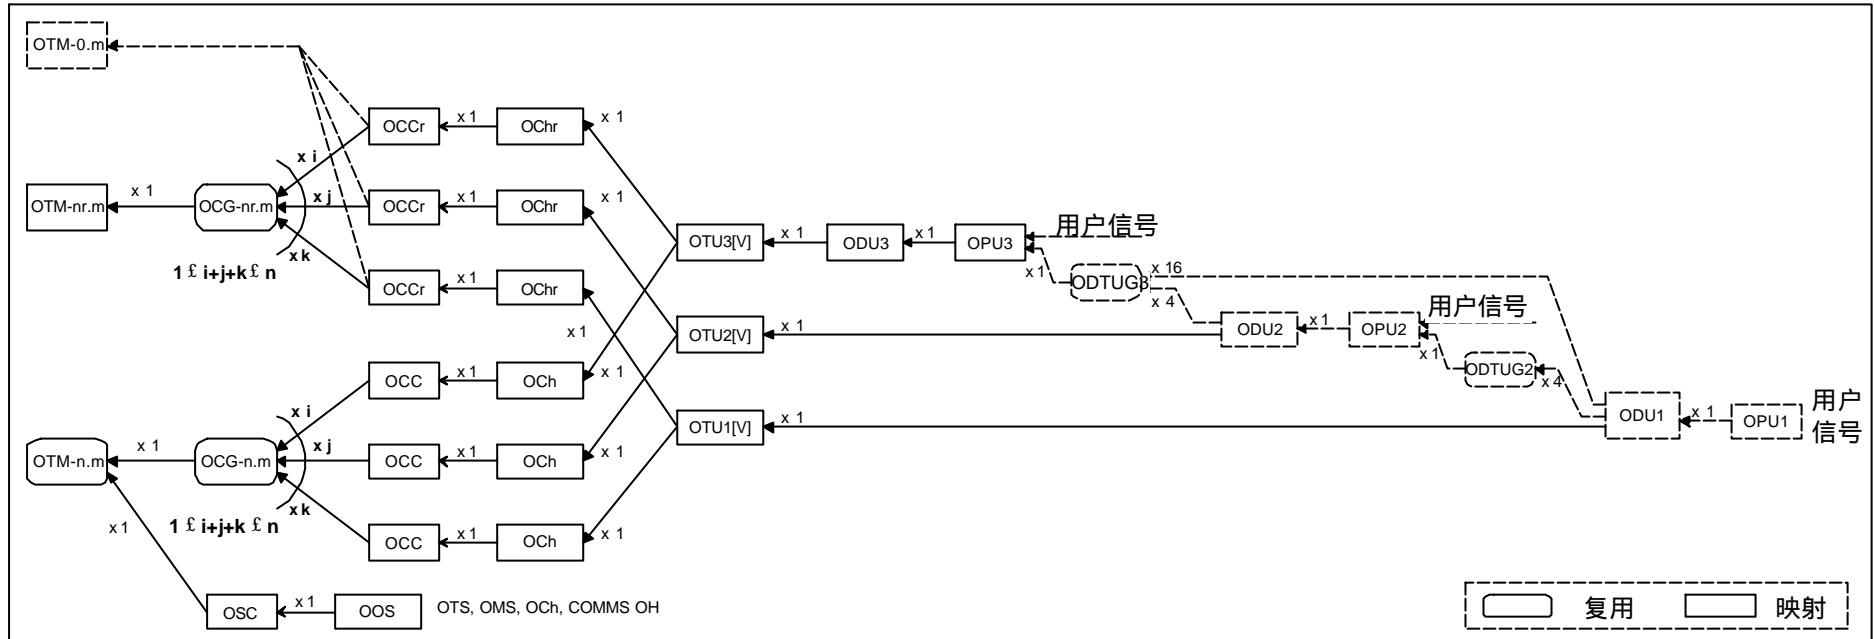 OTM-0.m
OCCr
x 1
OChr
x 1
x i
OTM-nr.m
x 1
OCG-nr.m
x j
OCCr
x 1
OChr
x 1
x k
1 £ i+j+k £ n
OCCr
x 1
OChr
x 1
OTU3[V]
x 1
ODU3
x 1
OPU3
用户信号
x 1
ODTUG3
x 16
x 4
OTU2[V]
x 1
ODU2
x 1
OPU2
用户信号
x 1
ODTUG2
x 4
OTU1[V]
x 1
ODU1
x 1
OPU1
用户
信号
OCC
x 1
OCh
x 1
x i
OTM-n.m
x 1
OCG-n.m
x j
OCC
x 1
OCh
x 1
x k
1 £ i+j+k £ n
OCC
x 1
OCh
x 1
x 1
OSC
x 1
OOS
OTS, OMS, OCh, COMMS OH
复用
映射